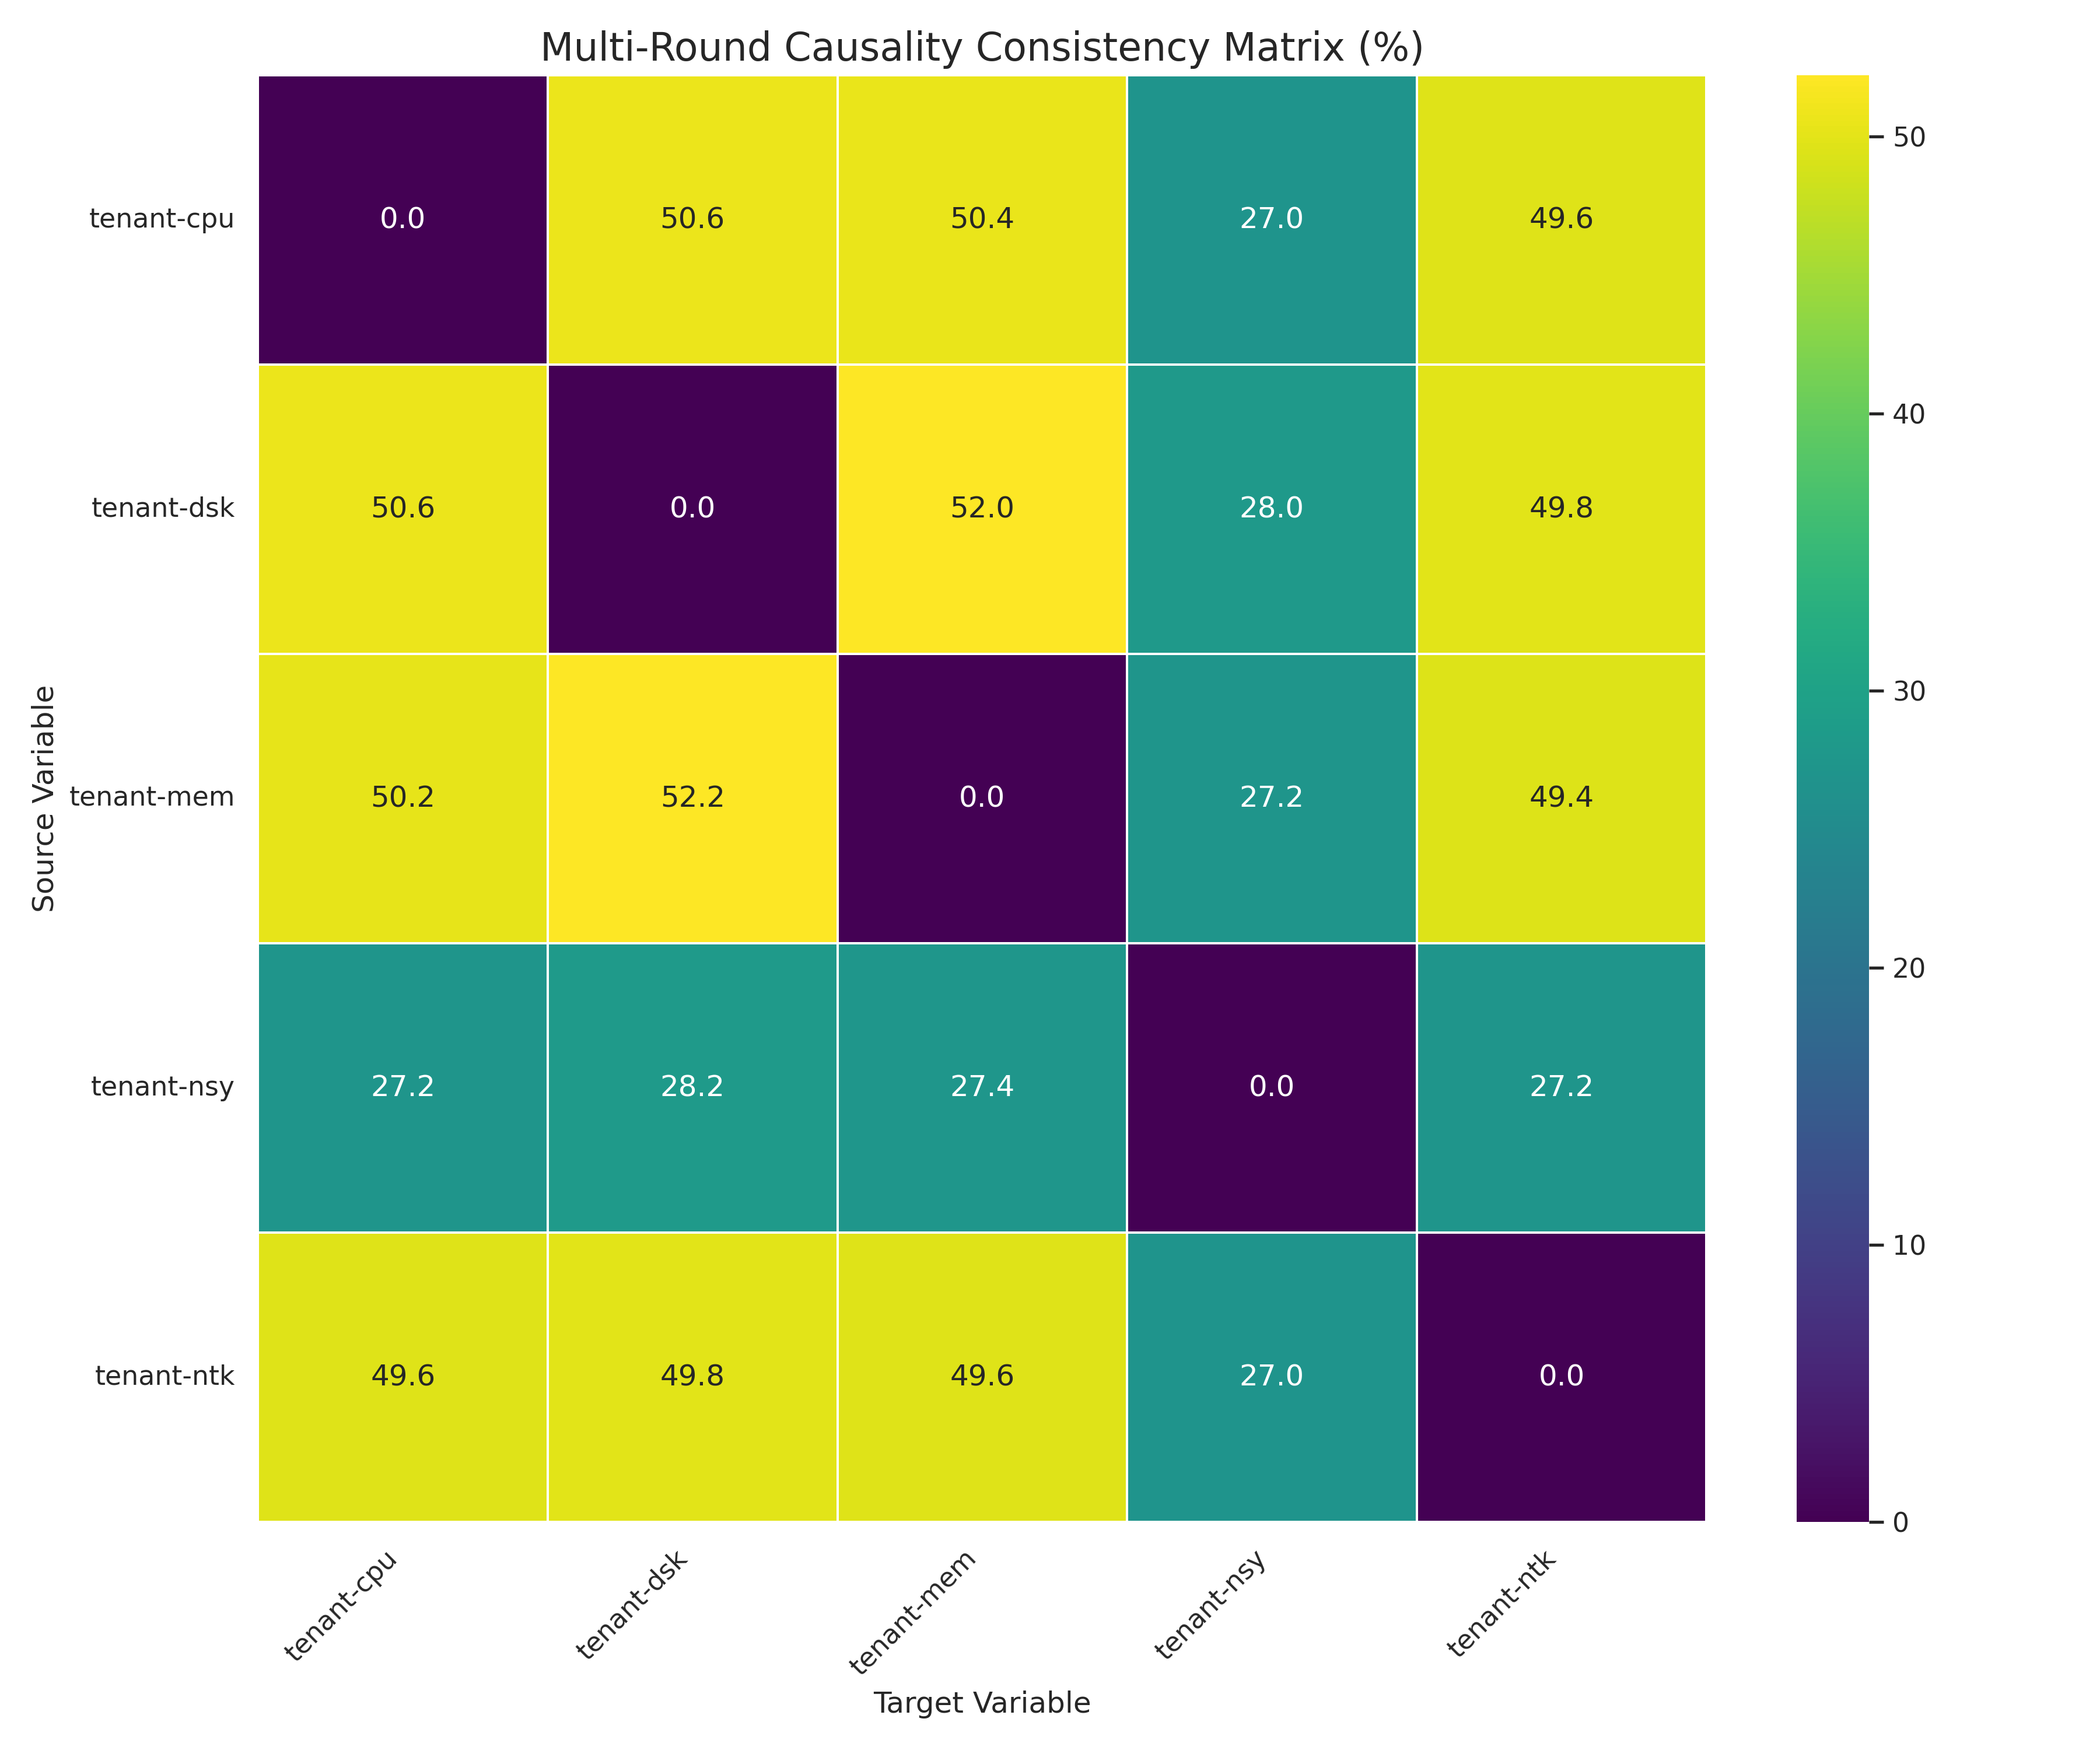 Multi-Round Causality Consistency Matrix (%)
tenant-cpu 0.0 50.6 50.4 27.0 49.6
tenant-dsk 50.6 0.0 52.0 28.0 49.8
tenant-mem 50.2 52.2 0.0 27.2 49.4
tenant-nsy 27.2 28.2 27.4 0.0 27.2
tenant-ntk 49.6 49.8 49.6 27.0 0.0
Source Variable
tenant-cpu tenant-dsk tenant-mem tenant-nsy tenant-ntk
Target Variable
50
40
30
20
10
0